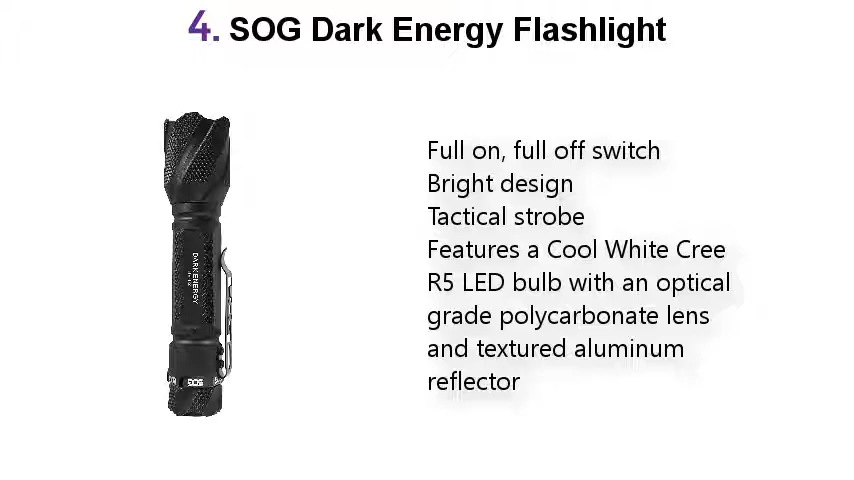 4. SOG Dark Energy Flashlight
Full on, full off switch
Bright design
Tactical strobe
Features a Cool White Cree
R5 LED bulb with an optical
grade polycarbonate lens
and textured aluminum
reflector
DARK ENERGY
SOG